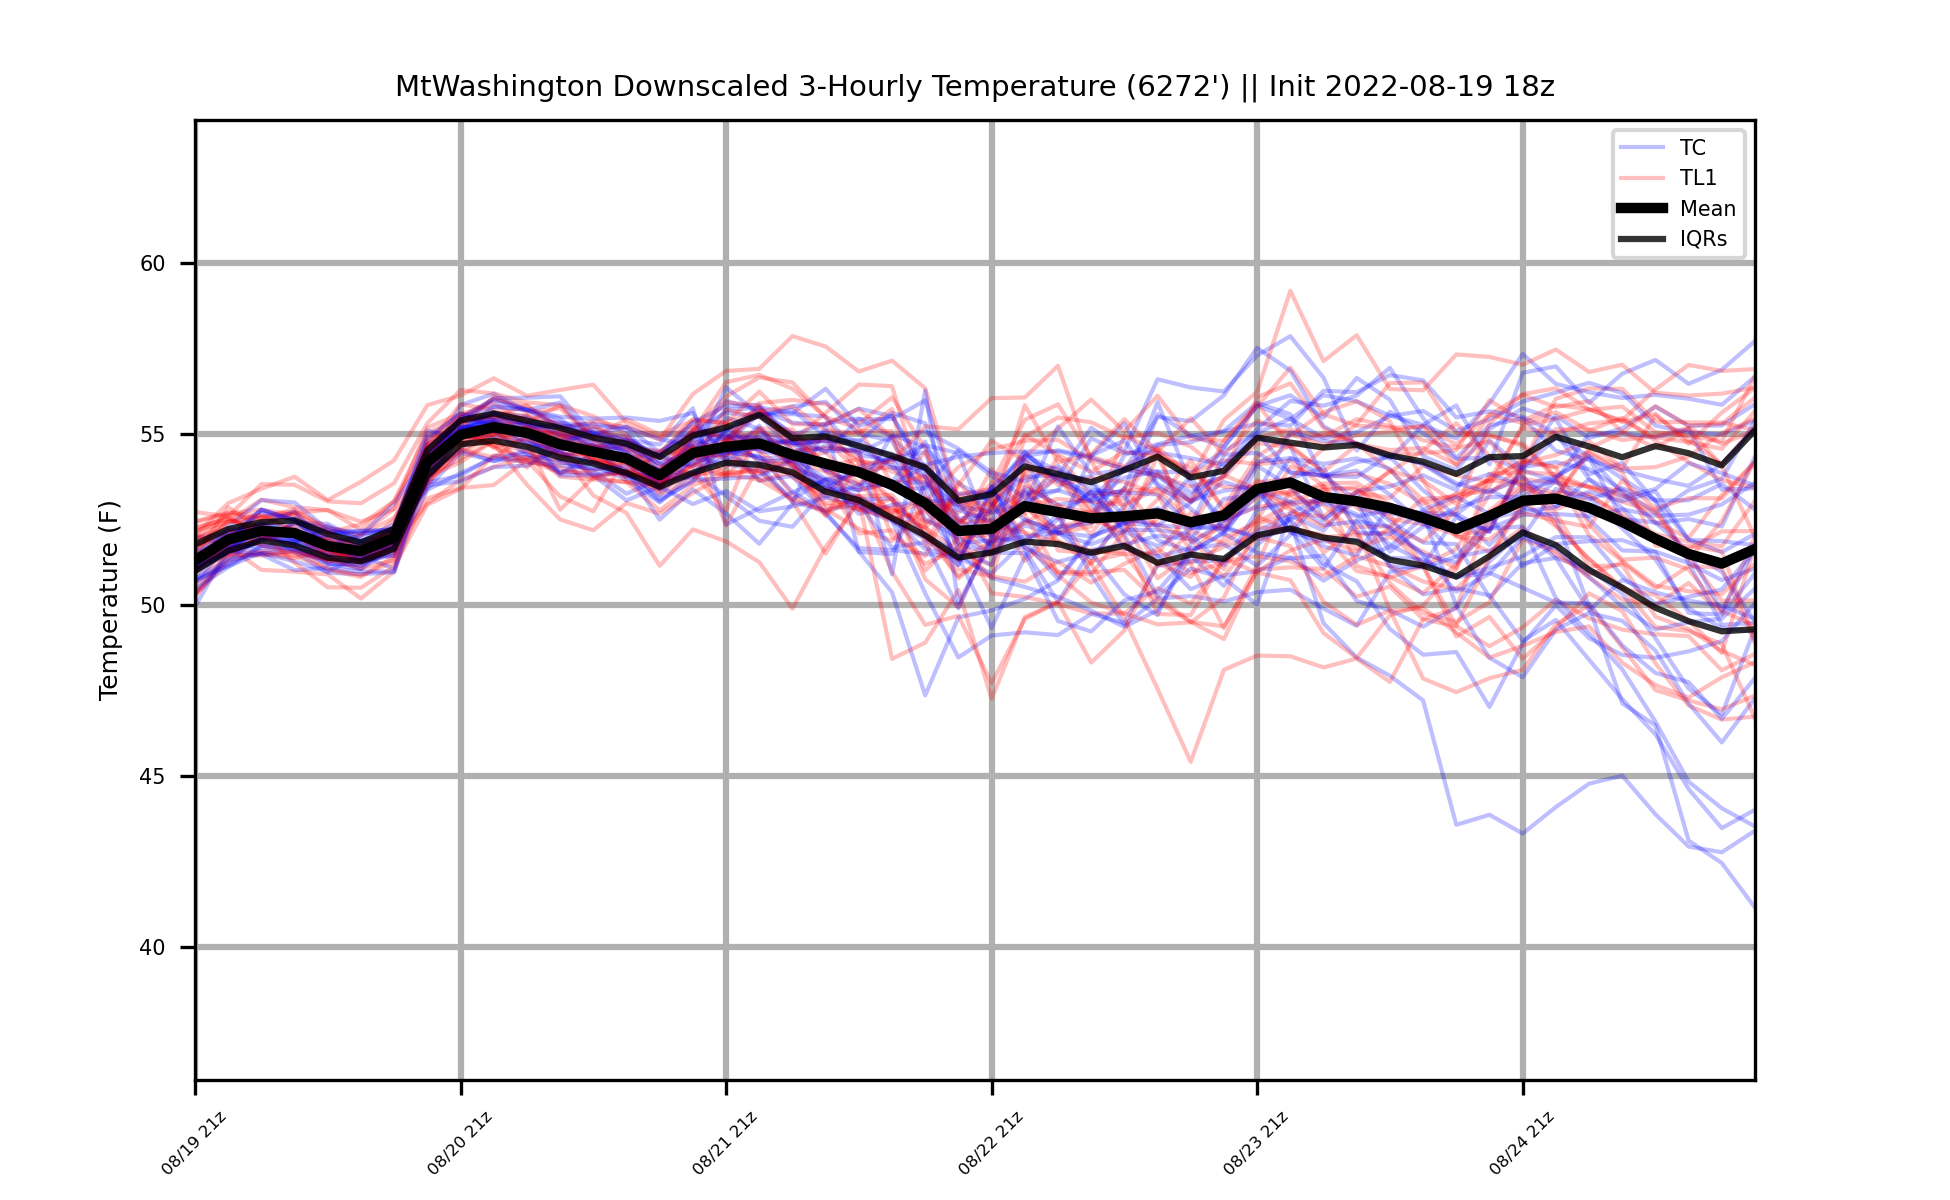 MtWashington Downscaled 3-Hourly Temperature (6272') || Init 2022-08-19 18z
TC
TL1
Mean
IQRs
Temperature (F)
60
55
50
45
40
08/19 21z
08/20 21z
08/21 21z
08/22 21z
08/23 21z
08/24 21z